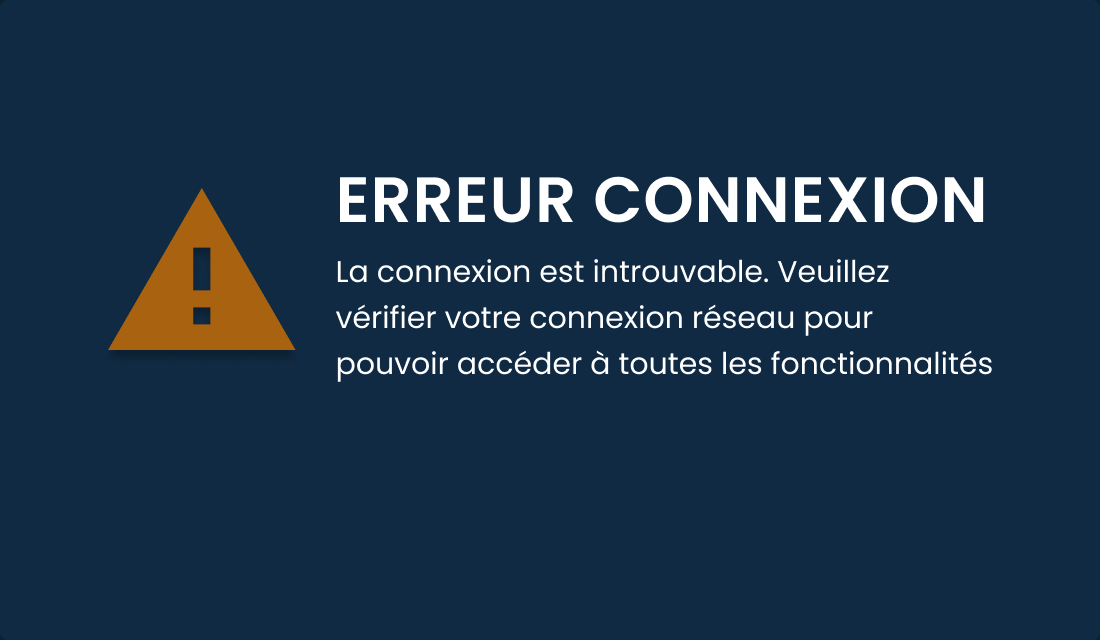 ERREUR CONNEXION
La connexion est introuvable. Veuillez
vérifier votre connexion réseau pour
pouvoir accéder à toutes les fonctionnalités